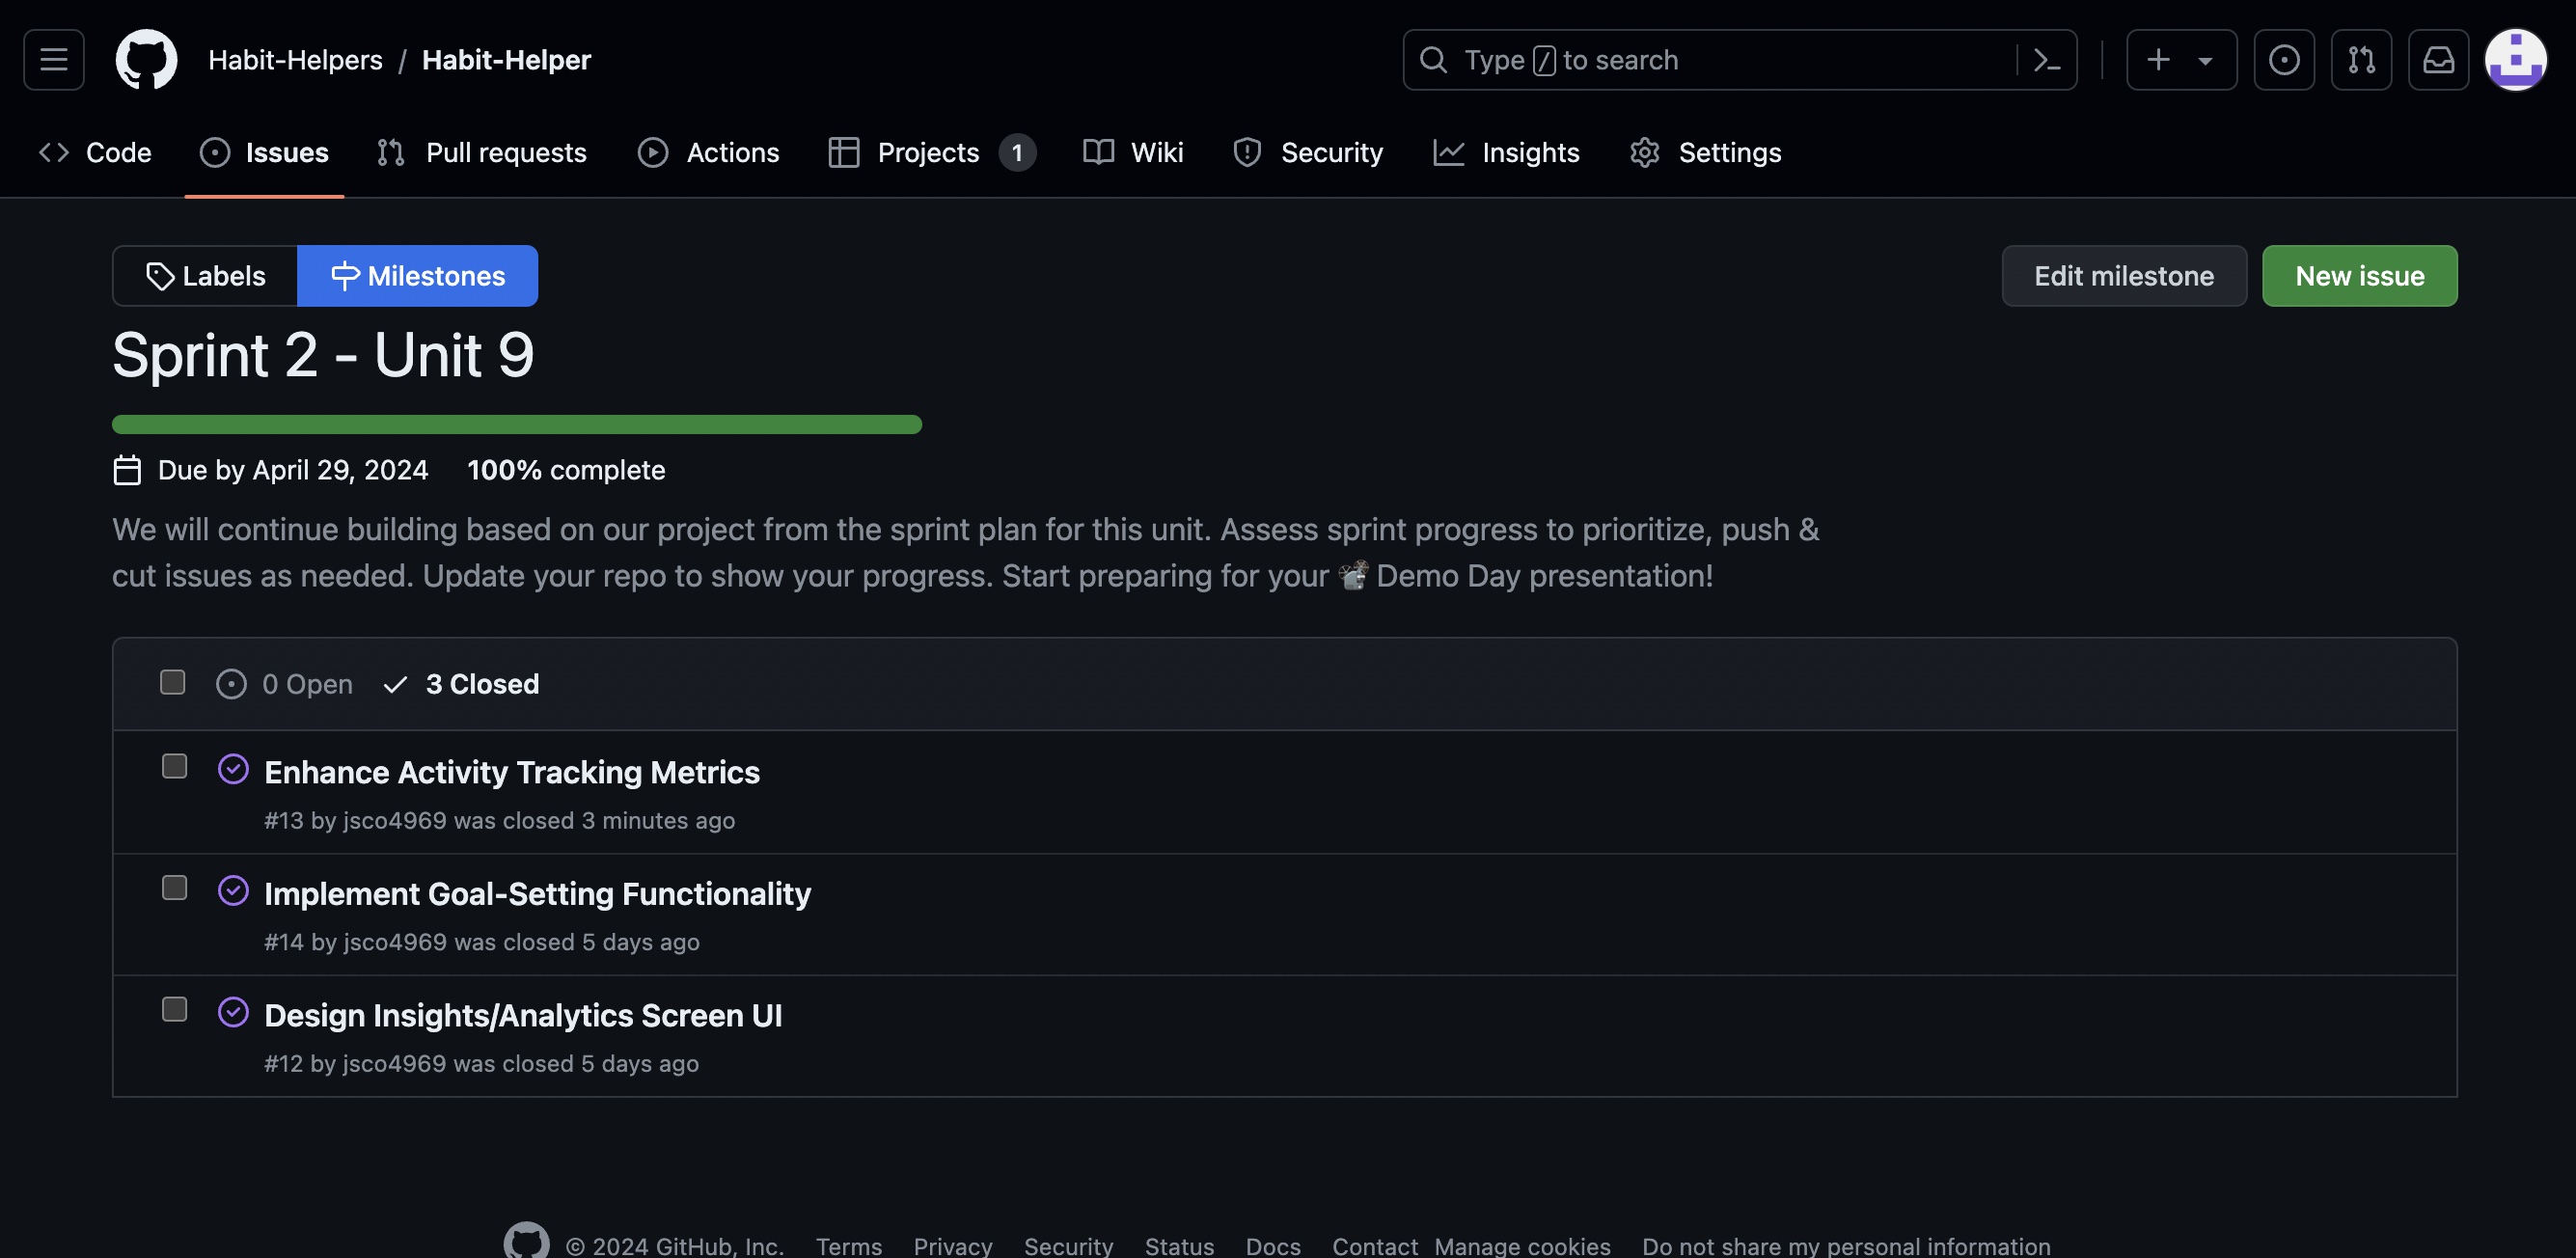 Habit-Helpers / Habit-Helper
Type / to search
Code Issues Pull requests Actions Projects 1 Wiki Security Insights Settings
Labels Milestones
Edit milestone New issue
Sprint 2 - Unit 9
Due by April 29, 2024 100% complete
We will continue building based on our project from the sprint plan for this unit. Assess sprint progress to prioritize, push &
cut issues as needed. Update your repo to show your progress. Start preparing for your 📽 Demo Day presentation!
0 Open 3 Closed
Enhance Activity Tracking Metrics
#13 by jsco4969 was closed 3 minutes ago
Implement Goal-Setting Functionality
#14 by jsco4969 was closed 5 days ago
Design Insights/Analytics Screen UI
#12 by jsco4969 was closed 5 days ago
© 2024 GitHub, Inc. Terms Privacy Security Status Docs Contact Manage cookies Do not share my personal information